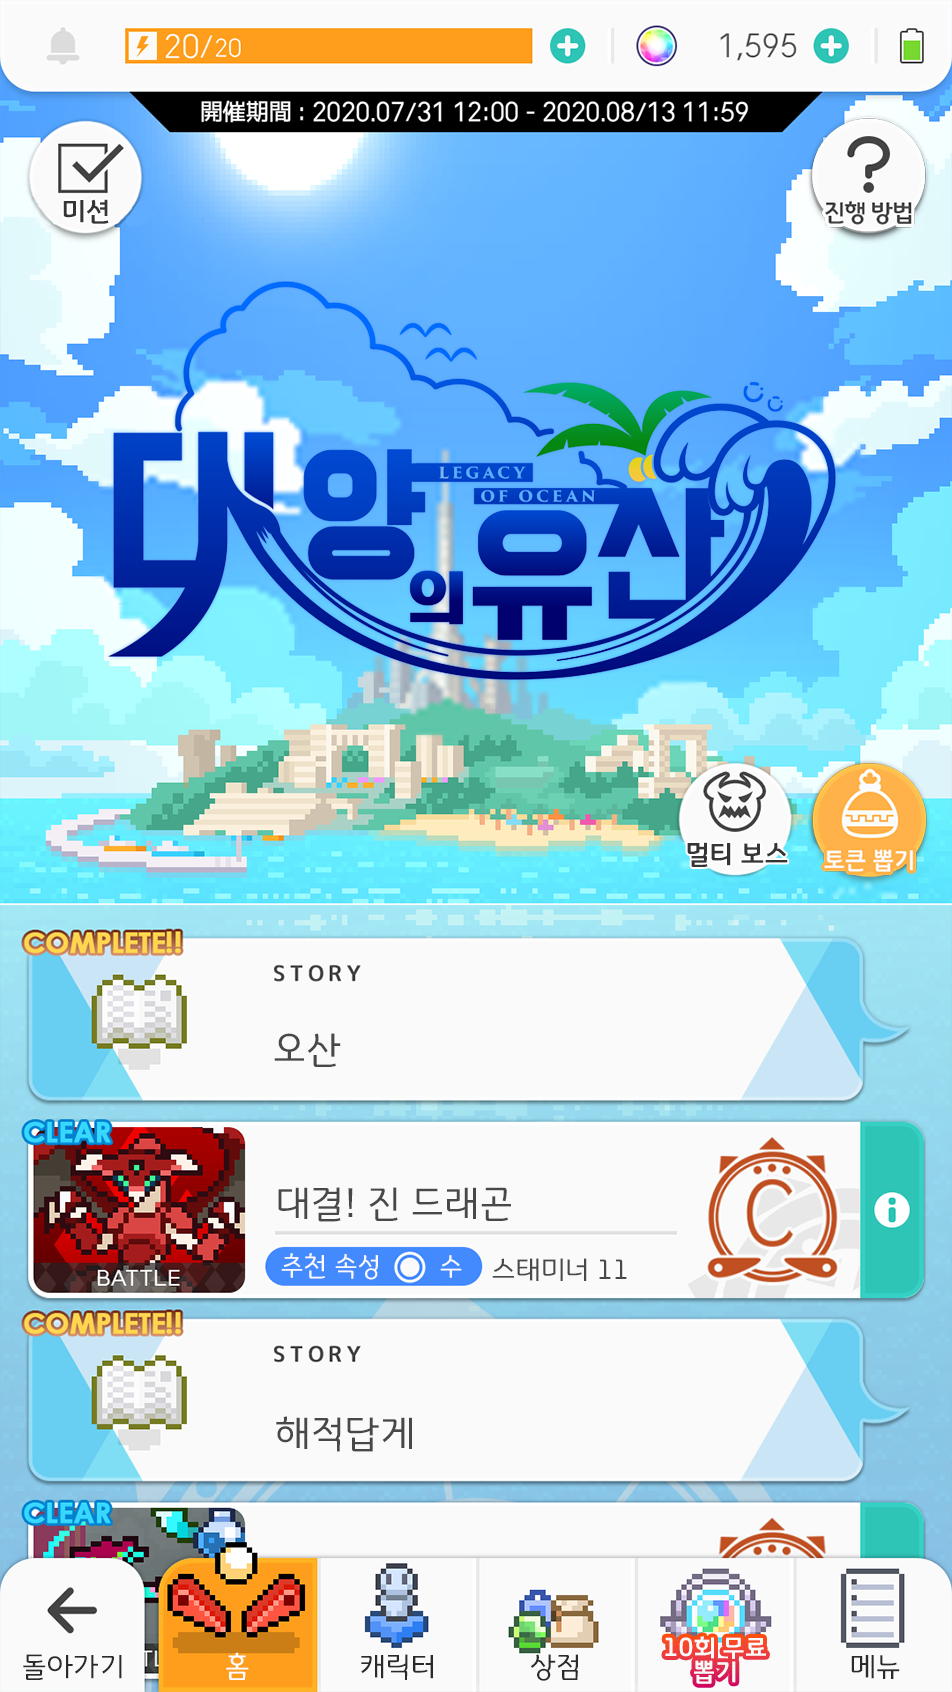 20/20
1,595
開催期間 : 2020.07/31 12:00 - 2020.08/13 11:59
미션
진행 방법
대양의 유산
LEGACY
OF OCEAN
멀티 보스
토큰 뽑기
COMPLETE!!
STORY
오산
CLEAR
BATTLE
대결! 진 드래곤
추천 속성 수 스태미너 11
C
COMPLETE!!
STORY
해적답게
CLEAR
돌아가기
홈
캐릭터
상점
10회 무료
뽑기
메뉴